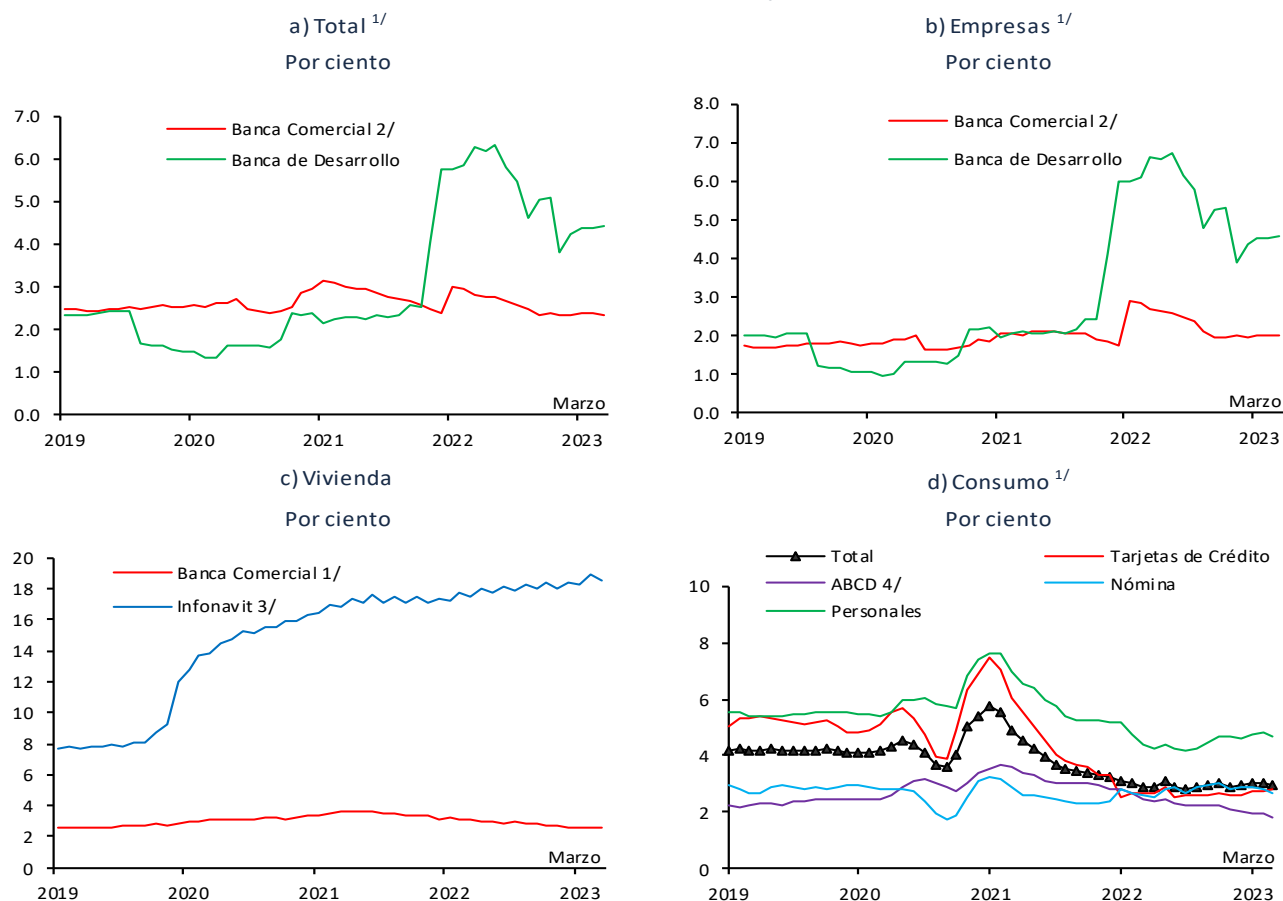 a) Total 1/
Por ciento
7.0
6.0
5.0
4.0
3.0
2.0
1.0
0.0
Banca Comercial 2/
Banca de Desarrollo
Marzo
2019 2020 2021 2022 2023
b) Empresas 1/
Por ciento
8.0
7.0
6.0
5.0
4.0
3.0
2.0
1.0
0.0
Banca Comercial 2/
Banca de Desarrollo
Marzo
2019 2020 2021 2022 2023
c) Vivienda
Por ciento
20
18
16
14
12
10
8
6
4
2
0
Banca Comercial 1/
Infonavit 3/
Marzo
2019 2020 2021 2022 2023
d) Consumo 1/
Por ciento
Total Tarjetas de Crédito
ABCD 4/ Nómina
Personales
10
8
6
4
2
0
Marzo
2019 2020 2021 2022 2023